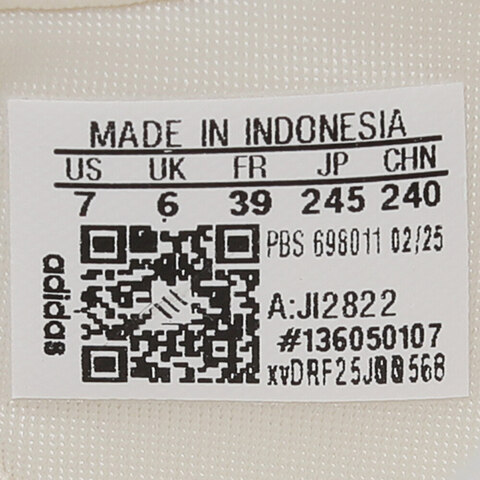 MADE IN INDONESIA
US UK FR JP CHN
7 6 39 245 240
PBS 698011 02/25
adidas
A:JI2822
#136050107
xvDRF25J00568